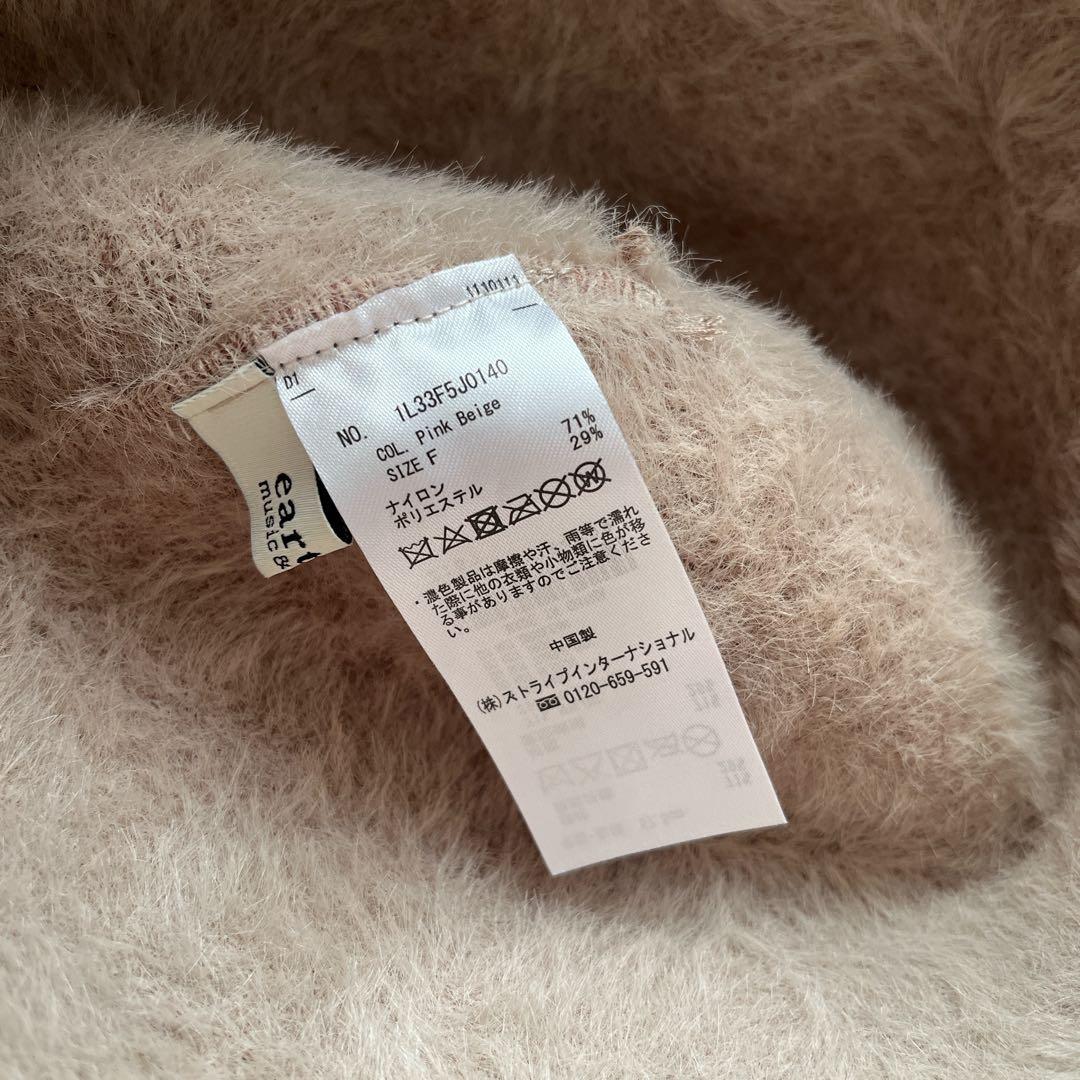 1110111
D1
NO. 1L33F5J0140
COL. Pink Beige
SIZE F
ナイロン 71%
ポリエステル 29%
・濃色製品は摩擦や汗、雨等で濡れ
た際に他の衣類や小物類に色が移
る事がありますのでご注意くださ
い。
中国製
(株)ストライプインターナショナル
0120-659-591
music &